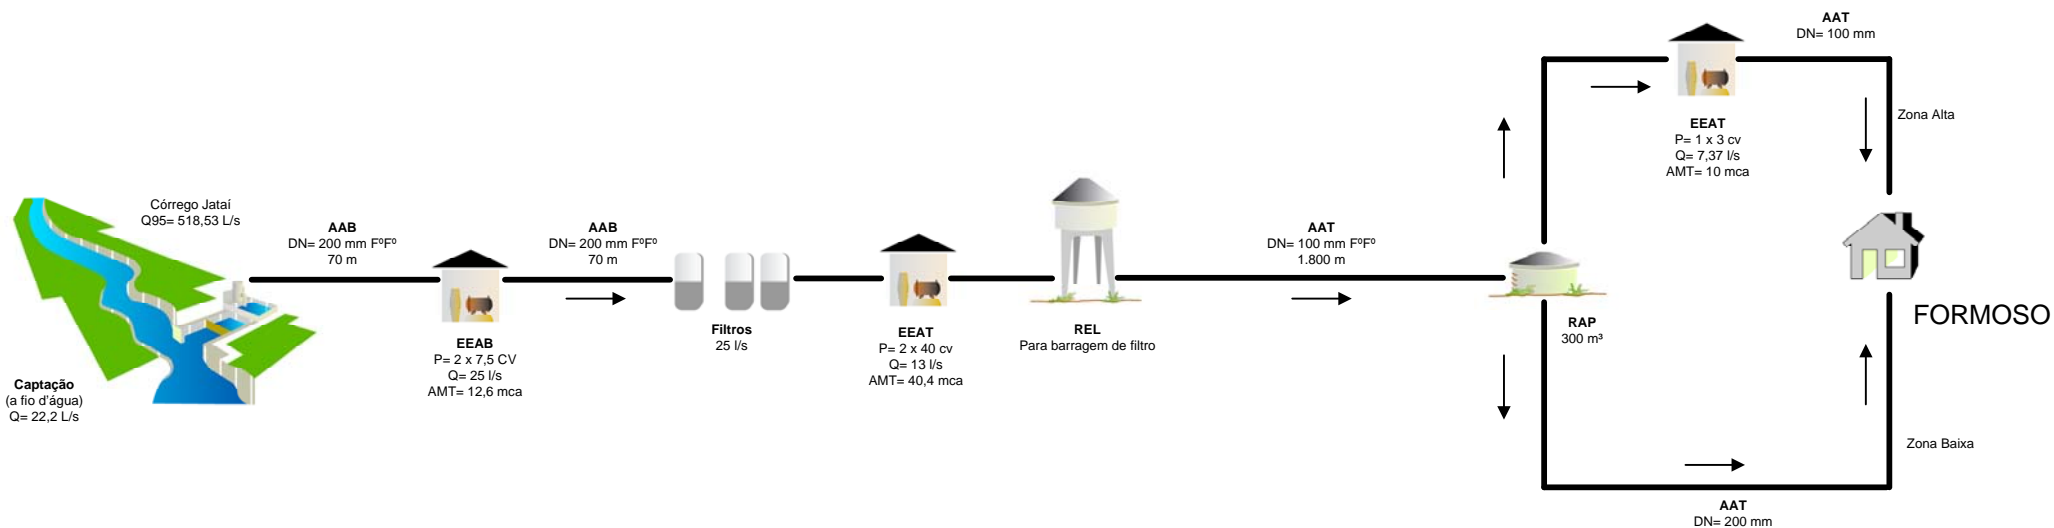 Córrego Jataí
Q95= 518,53 L/s
Captação
(a fio d'água)
Q= 22,2 L/s
AAB
DN= 200 mm FºFº
70 m
EEAB
P= 2 x 7,5 CV
Q= 25 l/s
AMT= 12,6 mca
AAB
DN= 200 mm FºFº
70 m
Filtros
25 l/s
EEAT
P= 2 x 40 cv
Q= 13 l/s
AMT= 40,4 mca
REL
Para barragem de filtro
AAT
DN= 100 mm FºFº
1.800 m
RAP
300 m³
EEAT
P= 1 x 3 cv
Q= 7,37 l/s
AMT= 10 mca
AAT
DN= 100 mm
Zona Alta
FORMOSO
Zona Baixa
AAT
DN= 200 mm